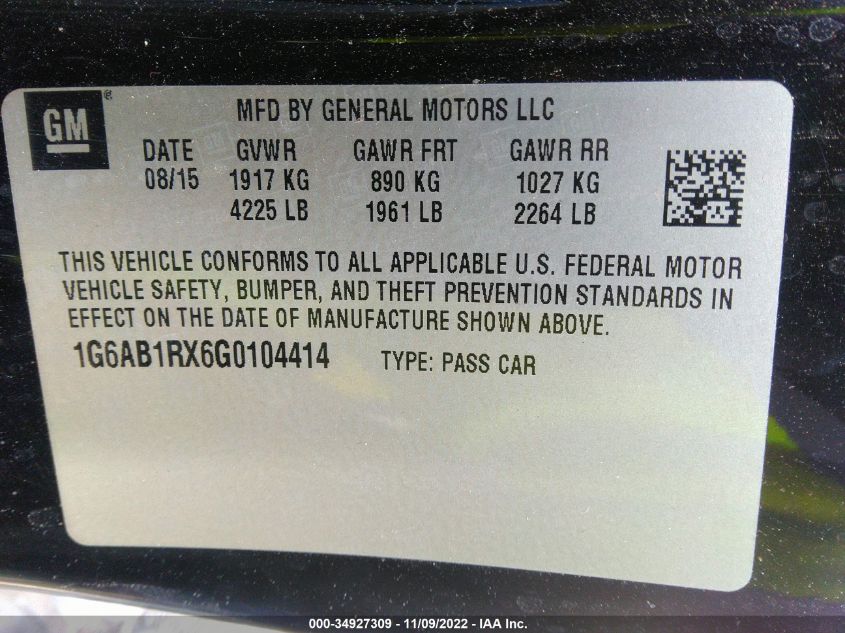 GM ®
MFD BY GENERAL MOTORS LLC
DATE GVWR GAWR FRT GAWR RR
08/15 1917 KG 890 KG 1027 KG
4225 LB 1961 LB 2264 LB
THIS VEHICLE CONFORMS TO ALL APPLICABLE U.S. FEDERAL MOTOR
VEHICLE SAFETY, BUMPER, AND THEFT PREVENTION STANDARDS IN
EFFECT ON THE DATE OF MANUFACTURE SHOWN ABOVE.
1G6AB1RX6G0104414 TYPE: PASS CAR
000-34927309 - 11/09/2022 - IAA Inc.